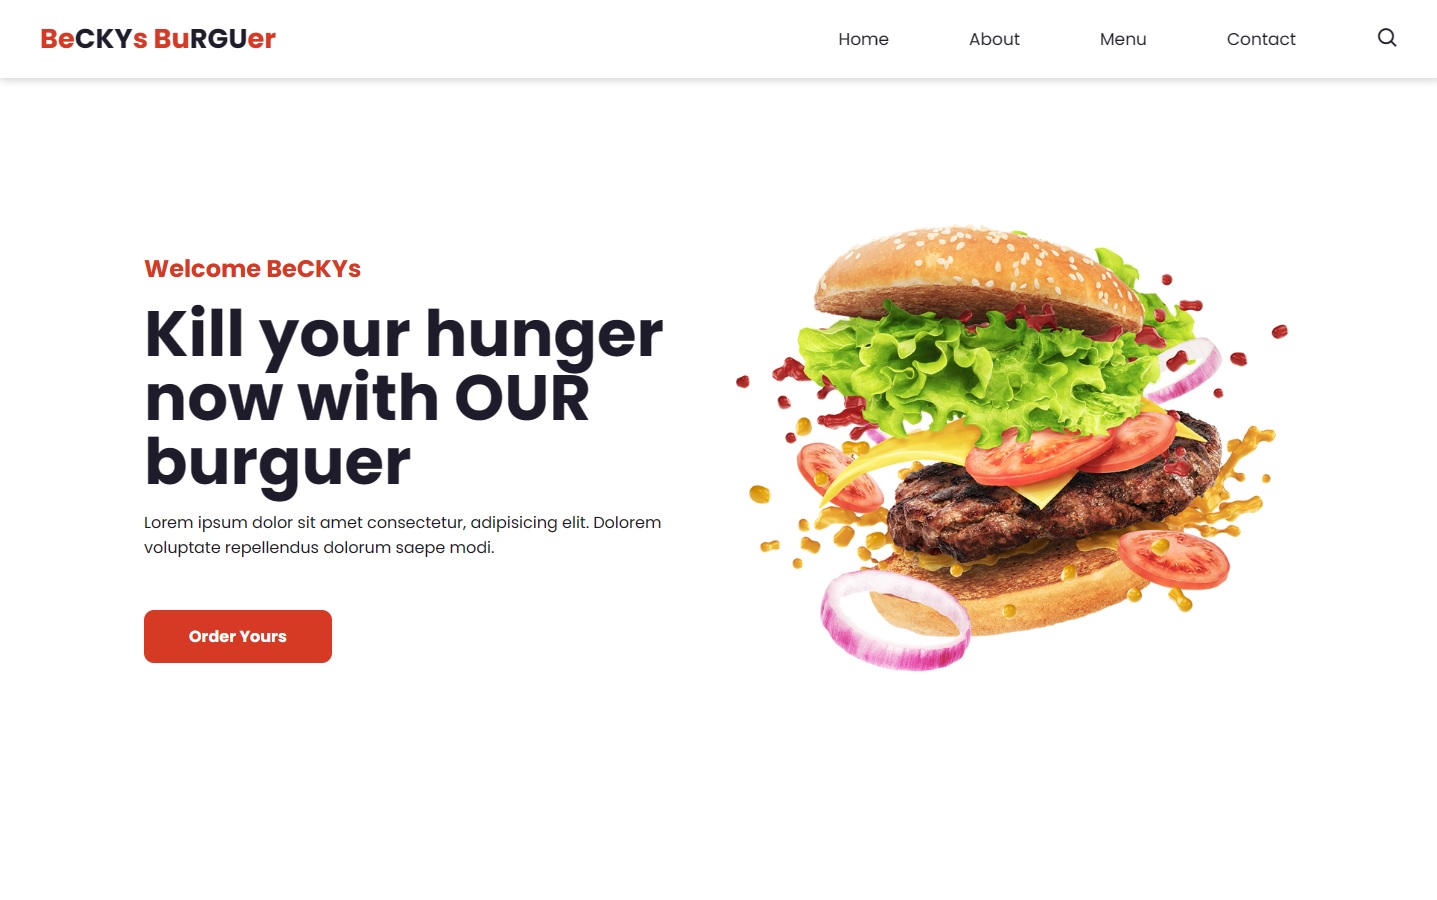 BeCKYs BuRGUer
Home About Menu Contact
Welcome BeCKYs
Kill your hunger
now with OUR
burguer
Lorem ipsum dolor sit amet consectetur, adipisicing elit. Dolorem
voluptate repellendus dolorum saepe modi.
Order Yours